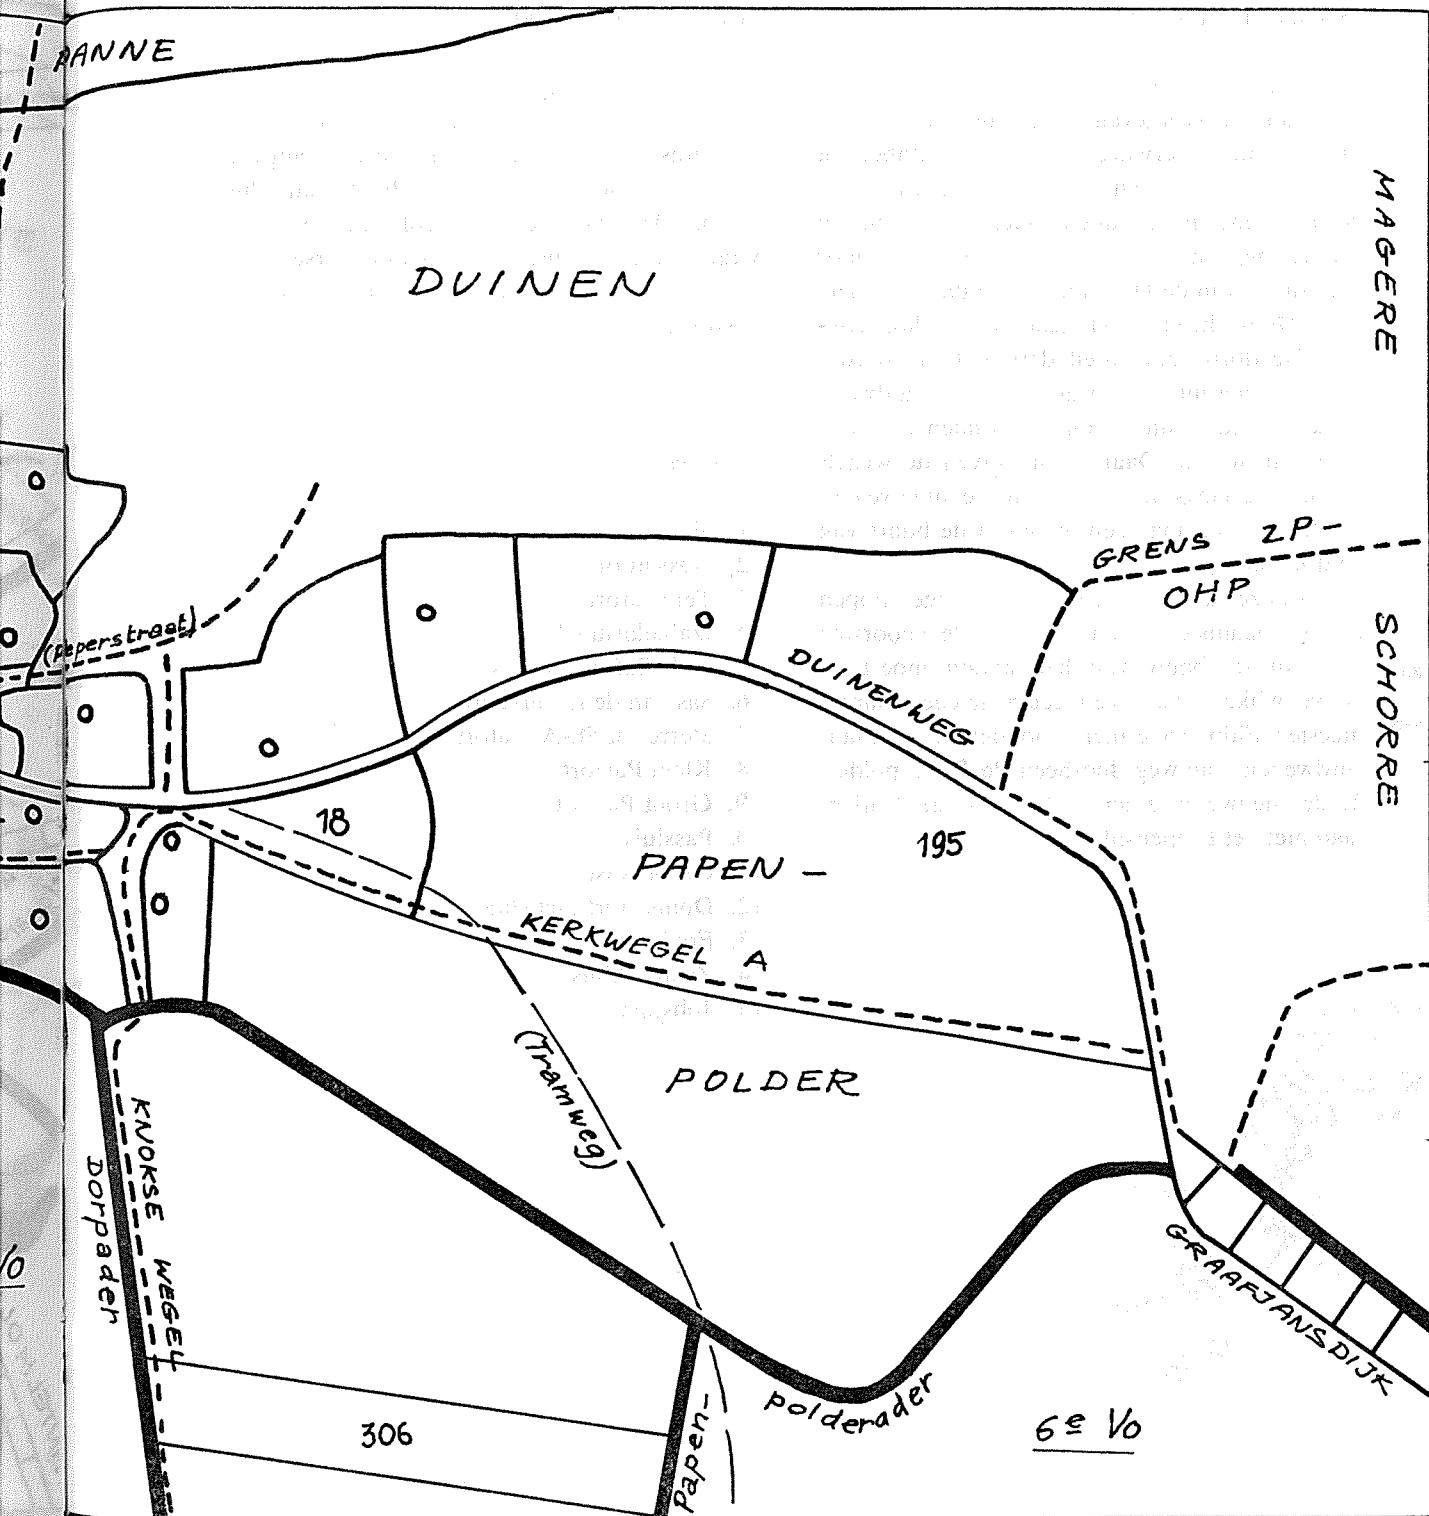 PANNE
MAGERE
DUINEN
GRENS ZP-
OHP
(Peperstraat)
SCHORRE
DUINENWEG
18
195
PAPEN -
KERKWEGEL A
(Tramweg)
POLDER
KNOKSE WEGEL
Dorpader
GRAAFJANSDIJK
Papen-
polderader
306
6e Vo